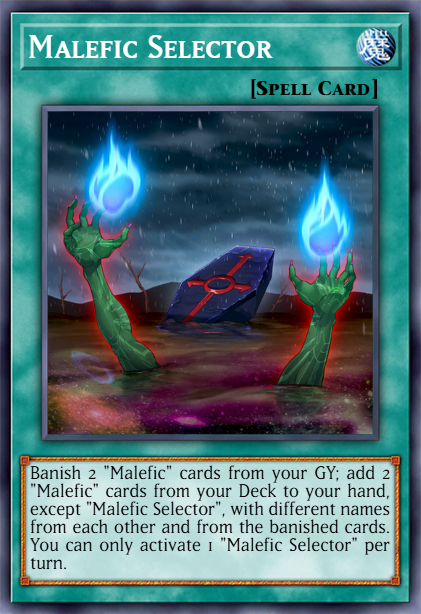 Malefic Selector
魔
[Spell Card]
Banish 2 "Malefic" cards from your GY; add 2
"Malefic" cards from your Deck to your hand,
except "Malefic Selector", with different names
from each other and from the banished cards.
You can only activate 1 "Malefic Selector" per
turn.